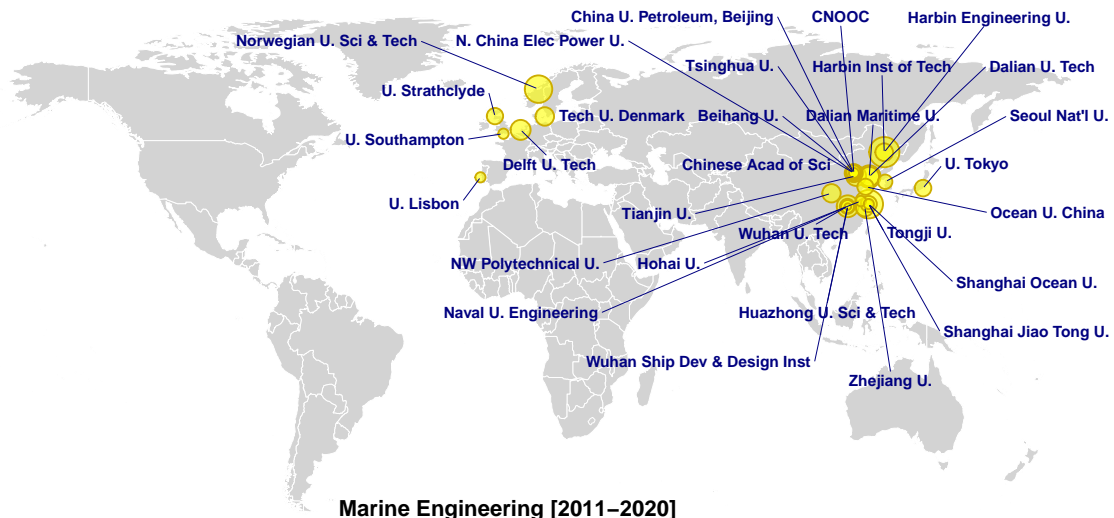 China U. Petroleum, Beijing
CNOOC
Harbin Engineering U.
Norwegian U. Sci & Tech
N. China Elec Power U.
Tsinghua U.
Harbin Inst of Tech
Dalian U. Tech
U. Strathclyde
Tech U. Denmark
Beihang U.
Dalian Maritime U.
Seoul Nat'l U.
U. Southampton
Delft U. Tech
Chinese Acad of Sci
U. Tokyo
U. Lisbon
Tianjin U.
Ocean U. China
Wuhan U. Tech
Tongji U.
NW Polytechnical U.
Hohai U.
Shanghai Ocean U.
Naval U. Engineering
Huazhong U. Sci & Tech
Shanghai Jiao Tong U.
Wuhan Ship Dev & Design Inst
Zhejiang U.
Marine Engineering [2011–2020]